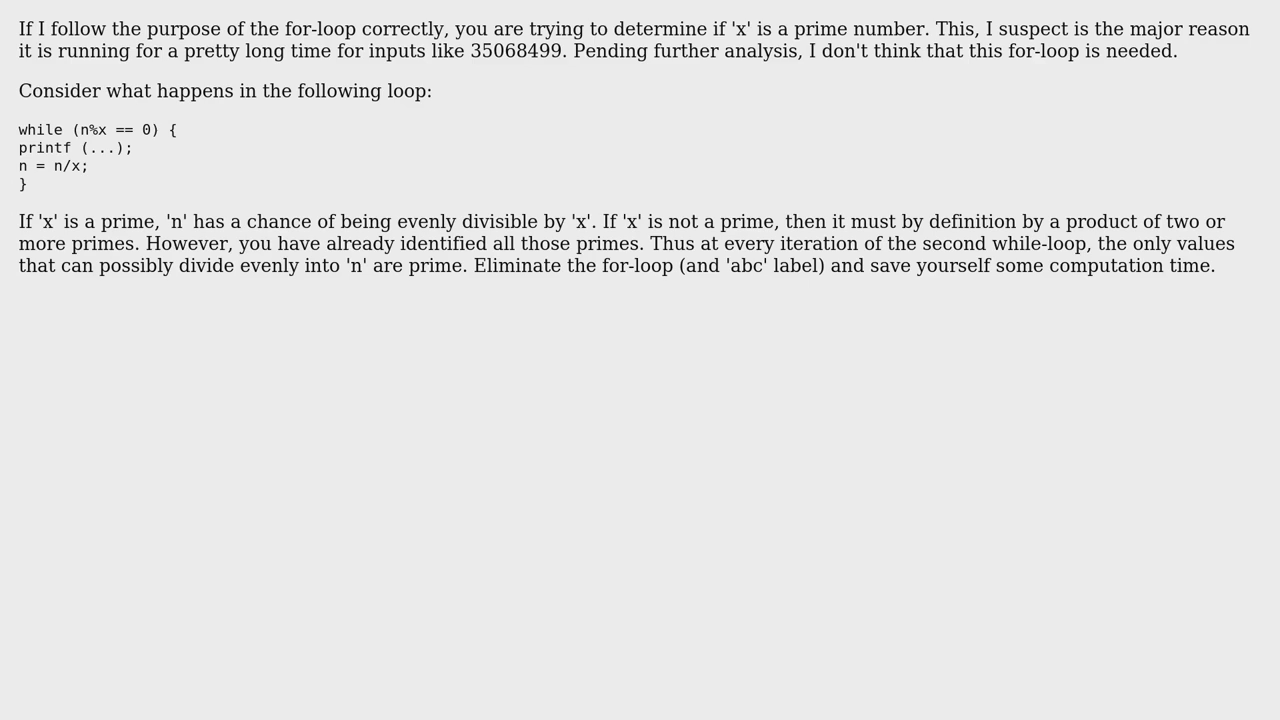 If I follow the purpose of the for-loop correctly, you are trying to determine if 'x' is a prime number. This, I suspect is the major reason
it is running for a pretty long time for inputs like 35068499. Pending further analysis, I don't think that this for-loop is needed.
Consider what happens in the following loop:
while (n%x == 0) {
printf (...);
n = n/x;
}
If 'x' is a prime, 'n' has a chance of being evenly divisible by 'x'. If 'x' is not a prime, then it must by definition by a product of two or
more primes. However, you have already identified all those primes. Thus at every iteration of the second while-loop, the only values
that can possibly divide evenly into 'n' are prime. Eliminate the for-loop (and 'abc' label) and save yourself some computation time.